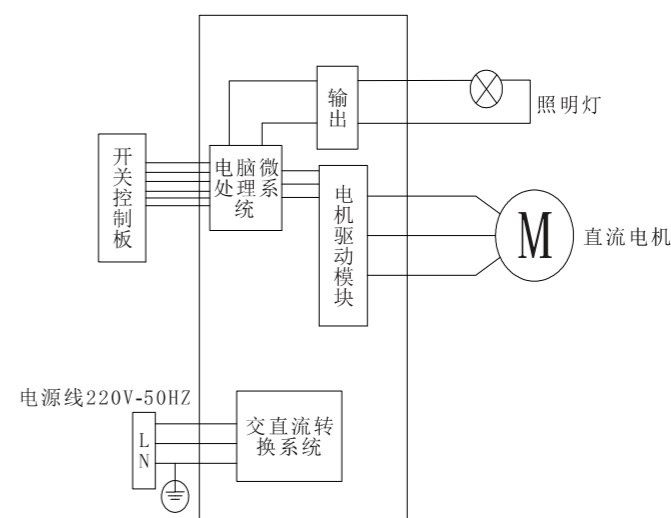 输出
照明灯
开关控制板
电脑微
处理系
统
电机驱动模块
M
直流电机
电源线220V-50HZ
L
N
交直流转
换系统